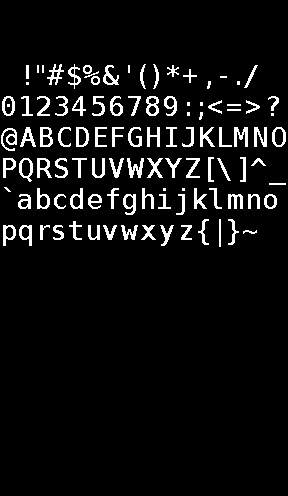 !"#$%&'()*+,-./
0123456789:;<=>?
@ABCDEFGHIJKLMNO
PQRSTUVWXYZ[\]^_
`abcdefghijklmno
pqrstuvwxyz{|}~